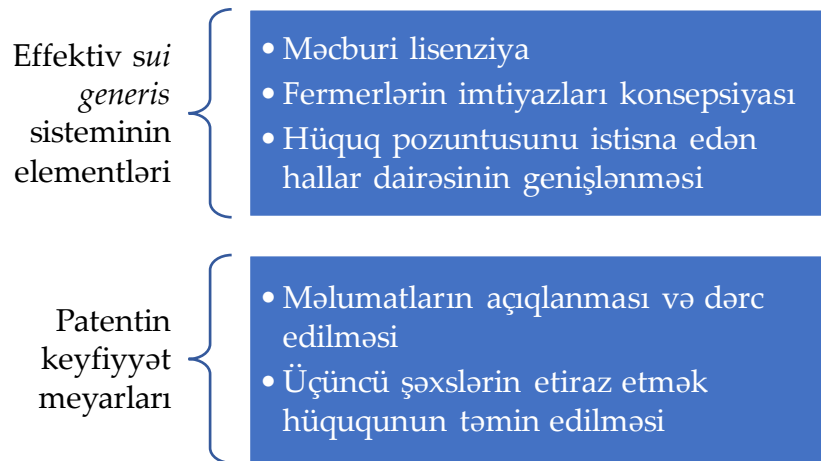 Effektiv sui
generis
sisteminin
elementləri
• Məcburi lisenziya
• Fermerlərin imtiyazları konsepsiyası
• Hüquq pozuntusunu istisna edən
hallar dairəsinin genişlənməsi
Patentin
keyfiyyət
meyarları
• Məlumatların açıqlanması və dərc
edilməsi
• Üçüncü şəxslərin etiraz etmək
hüququnun təmin edilməsi